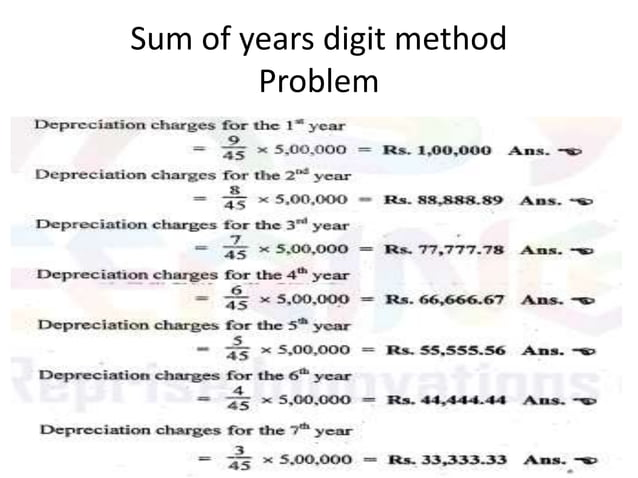 Sum of years digit method
Problem
Depreciation charges for the 1st year
= 9/45 × 5,00,000 = Rs. 1,00,000 Ans.
Depreciation charges for the 2nd year
= 8/45 × 5,00,000 = Rs. 88,888.89 Ans.
Depreciation charges for the 3rd year
= 7/45 × 5,00,000 = Rs. 77,777.78 Ans.
Depreciation charges for the 4th year
= 6/45 × 5,00,000 = Rs. 66,666.67 Ans.
Depreciation charges for the 5th year
= 5/45 × 5,00,000 = Rs. 55,555.56 Ans.
Depreciation charges for the 6th year
= 4/45 × 5,00,000 = Rs. 44,444.44 Ans.
Depreciation charges for the 7th year
= 3/45 × 5,00,000 = Rs. 33,333.33 Ans.